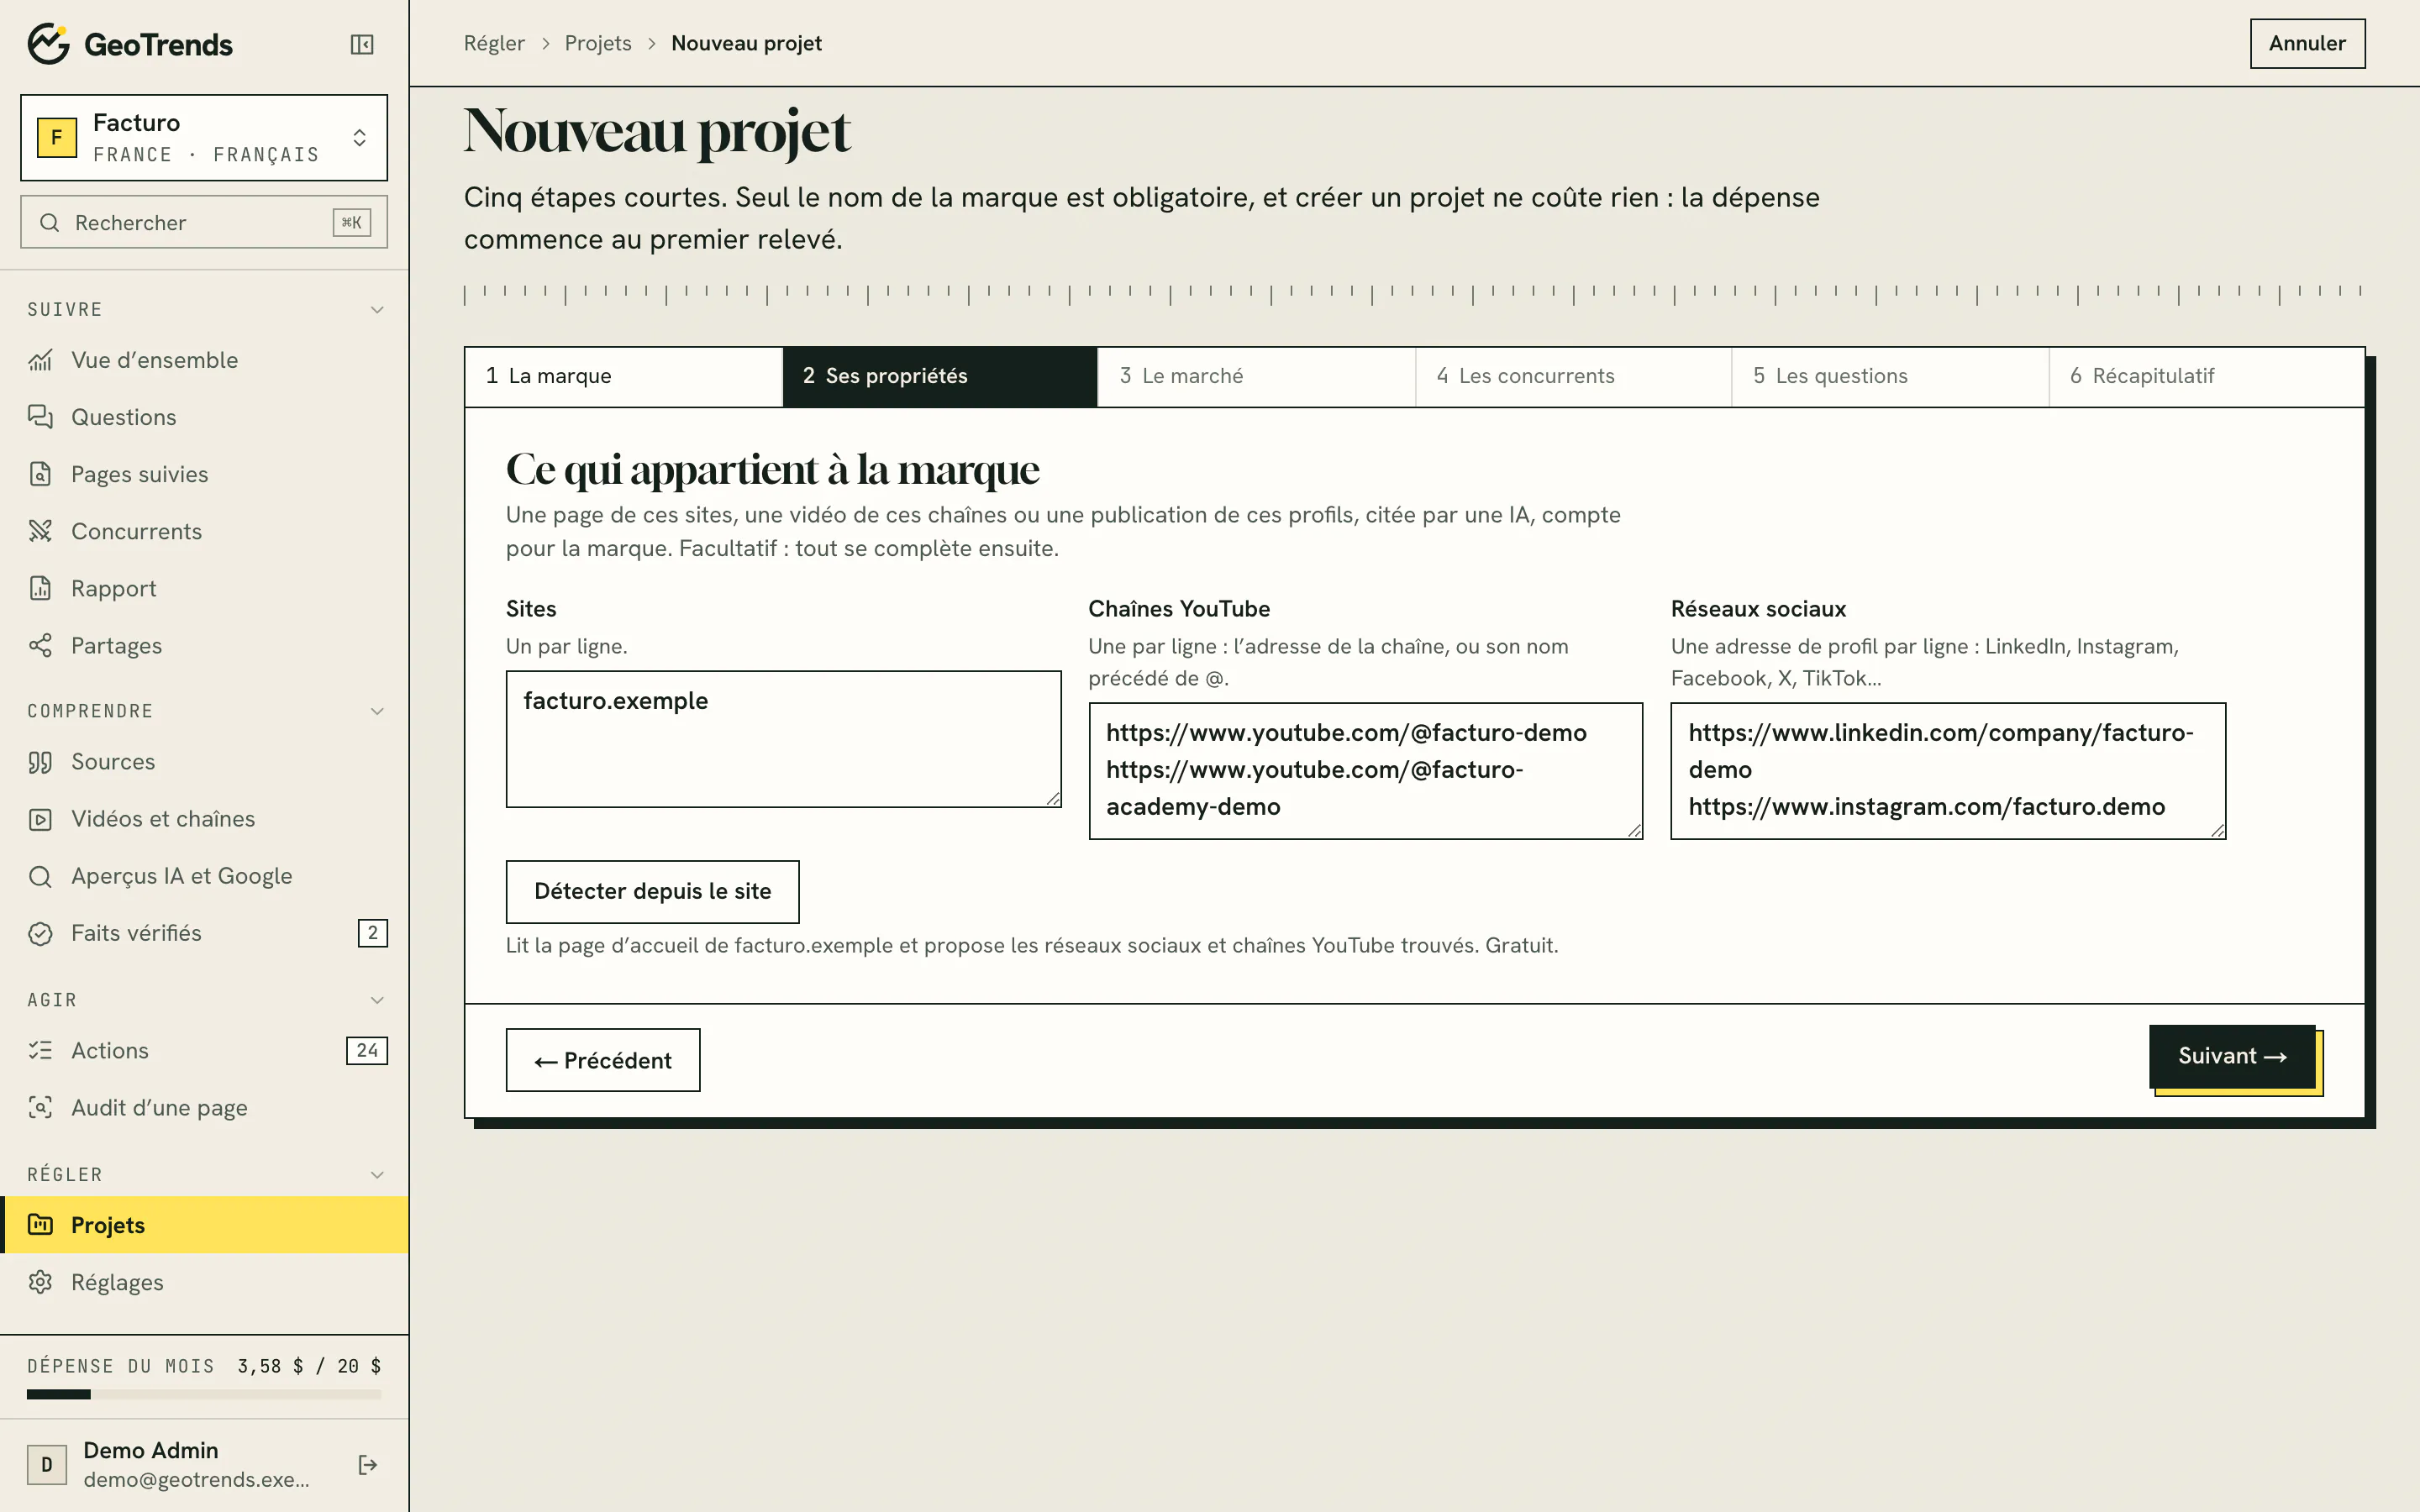 GeoTrends
F
Facturo
FRANCE · FRANÇAIS
Rechercher
⌘K
SUIVRE
Vue d’ensemble
Questions
Pages suivies
Concurrents
Rapport
Partages
COMPRENDRE
Sources
Vidéos et chaînes
Aperçus IA et Google
Faits vérifiés
2
AGIR
Actions
24
Audit d’une page
RÉGLER
Projets
Réglages
DÉPENSE DU MOIS 3,58 $ / 20 $
D
Demo Admin
demo@geotrends.exe…
Régler > Projets > Nouveau projet
Annuler
Nouveau projet
Cinq étapes courtes. Seul le nom de la marque est obligatoire, et créer un projet ne coûte rien : la dépense
commence au premier relevé.
1 La marque
2 Ses propriétés
3 Le marché
4 Les concurrents
5 Les questions
6 Récapitulatif
Ce qui appartient à la marque
Une page de ces sites, une vidéo de ces chaînes ou une publication de ces profils, citée par une IA, compte
pour la marque. Facultatif : tout se complète ensuite.
Sites
Un par ligne.
facturo.exemple
Chaînes YouTube
Une par ligne : l’adresse de la chaîne, ou son nom
précédé de @.
https://www.youtube.com/@facturo-demo
https://www.youtube.com/@facturo-
academy-demo
Réseaux sociaux
Une adresse de profil par ligne : LinkedIn, Instagram,
Facebook, X, TikTok…
https://www.linkedin.com/company/facturo-
demo
https://www.instagram.com/facturo.demo
Détecter depuis le site
Lit la page d’accueil de facturo.exemple et propose les réseaux sociaux et chaînes YouTube trouvés. Gratuit.
← Précédent
Suivant →